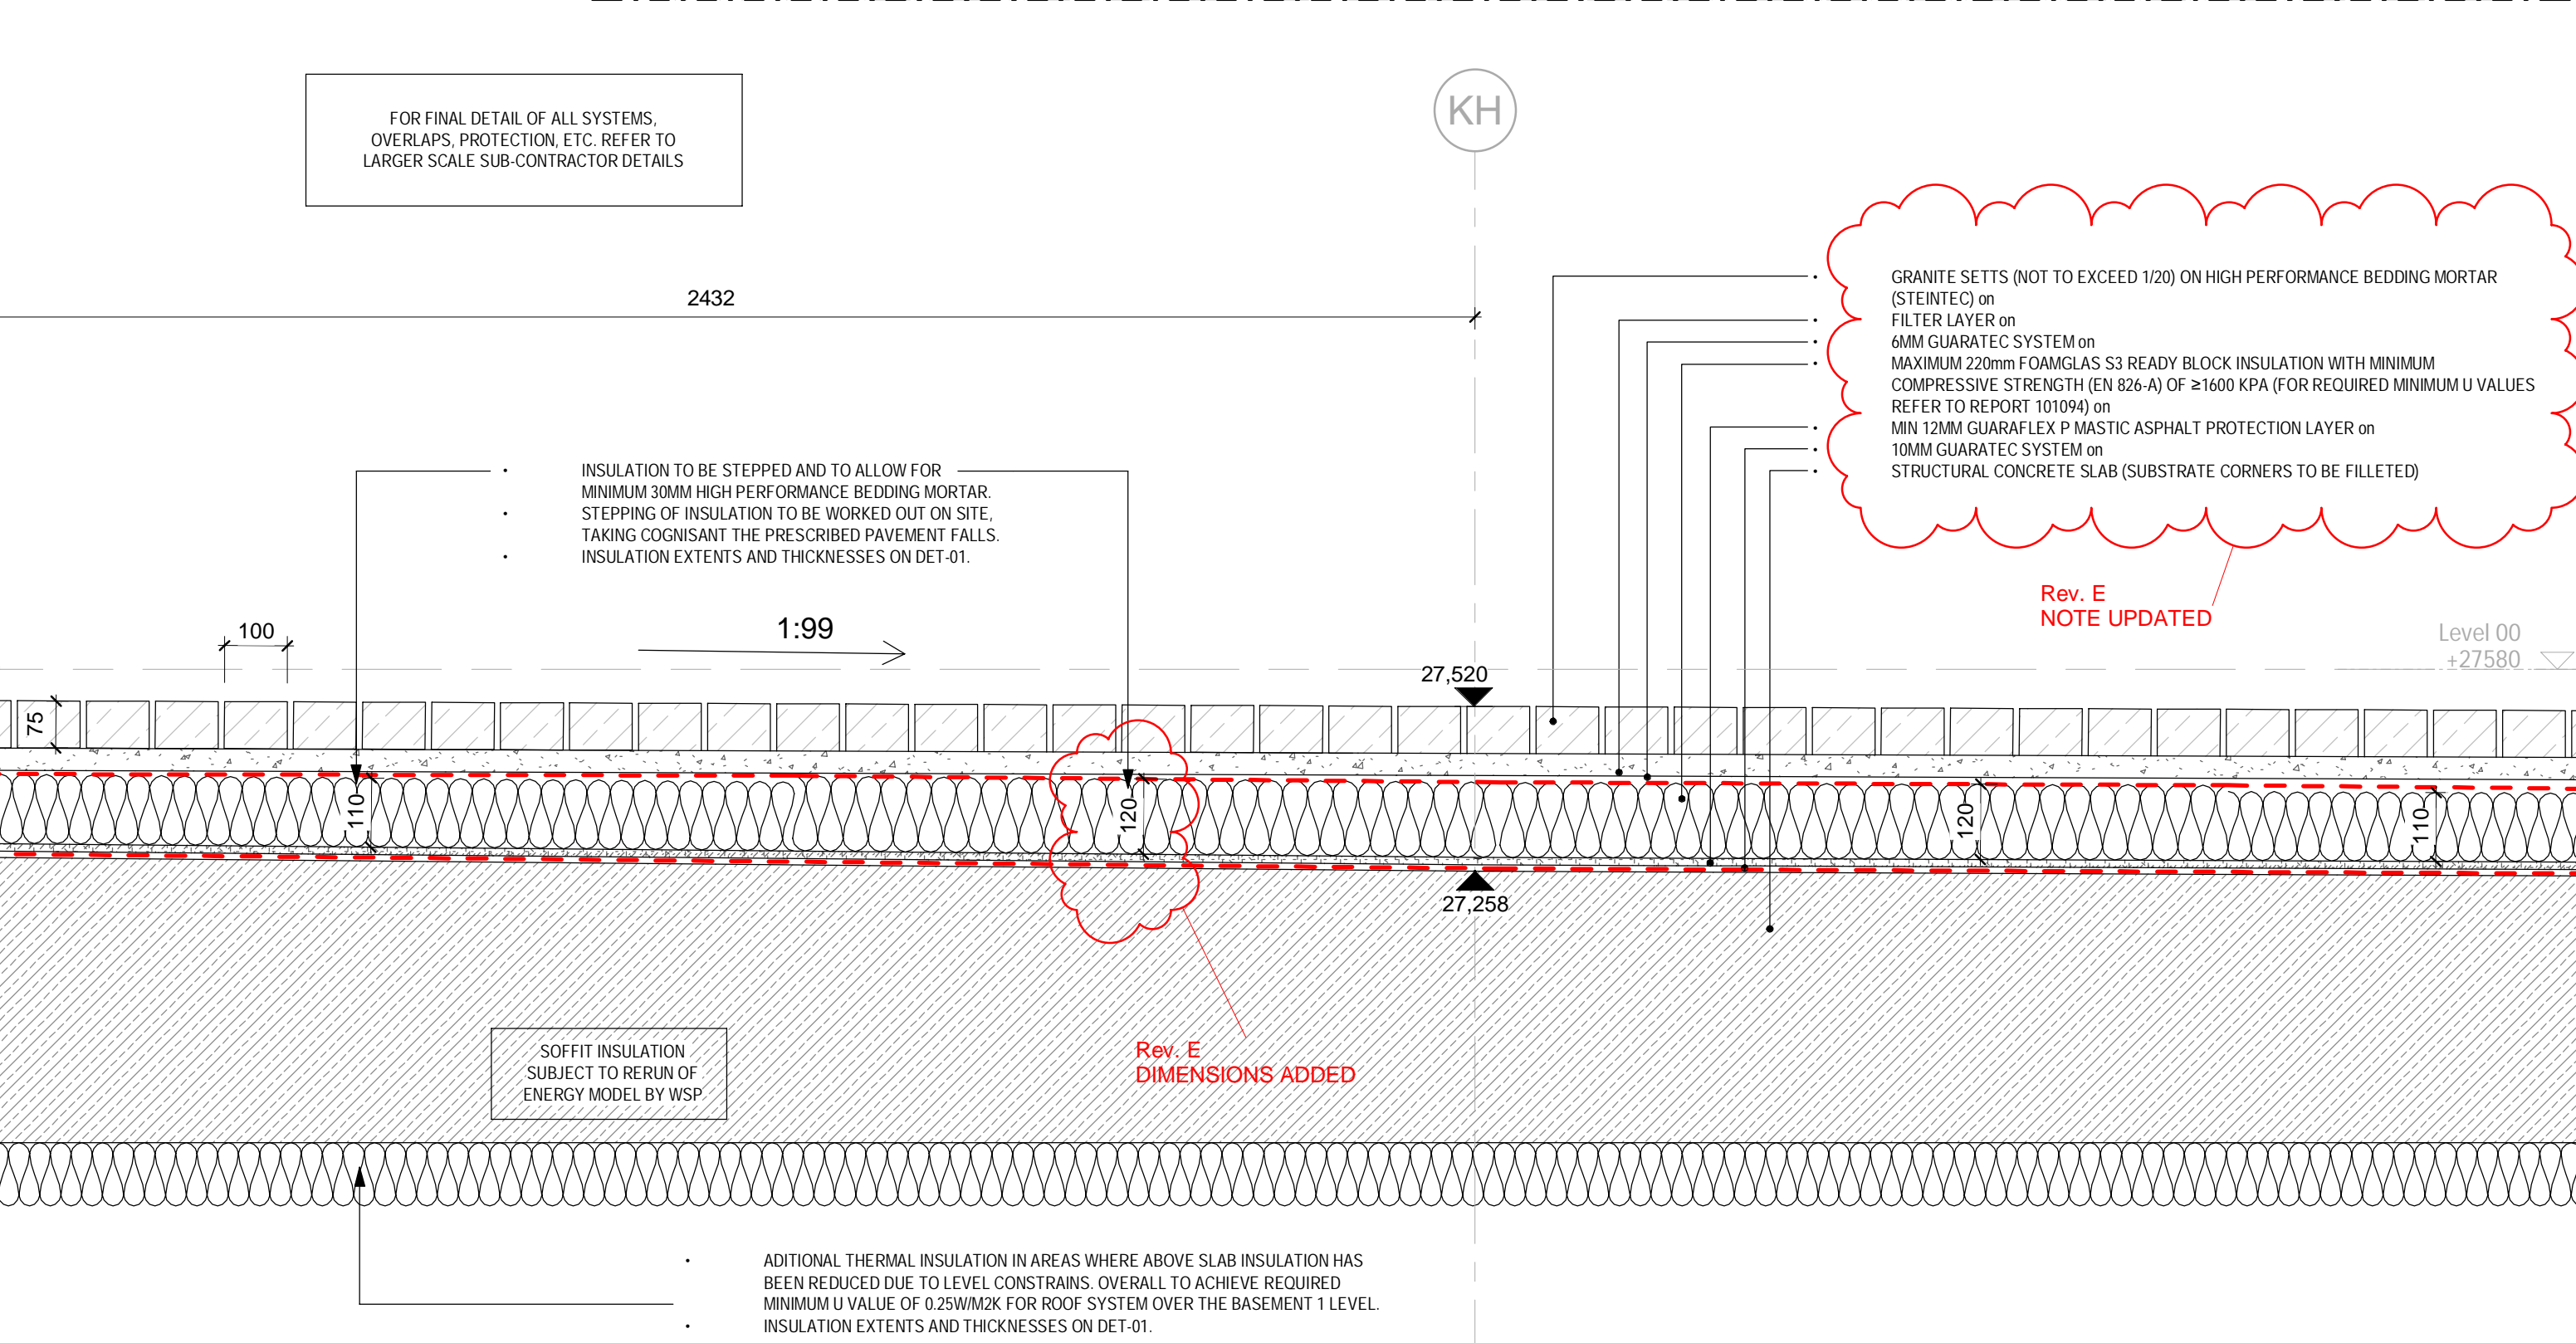 FOR FINAL DETAIL OF ALL SYSTEMS,
OVERLAPS, PROTECTION, ETC. REFER TO
LARGER SCALE SUB-CONTRACTOR DETAILS
KH
2432
• GRANITE SETTS (NOT TO EXCEED 1/20) ON HIGH PERFORMANCE BEDDING MORTAR
(STEINTEC) on
• FILTER LAYER on
• 6MM GUARATEC SYSTEM on
• MAXIMUM 220mm FOAMGLAS S3 READY BLOCK INSULATION WITH MINIMUM
COMPRESSIVE STRENGTH (EN 826-A) OF ≥1600 KPA (FOR REQUIRED MINIMUM U VALUES
REFER TO REPORT 101094) on
• MIN 12MM GUARAFLEX P MASTIC ASPHALT PROTECTION LAYER on
• 10MM GUARATEC SYSTEM on
• STRUCTURAL CONCRETE SLAB (SUBSTRATE CORNERS TO BE FILLETED)
• INSULATION TO BE STEPPED AND TO ALLOW FOR
MINIMUM 30MM HIGH PERFORMANCE BEDDING MORTAR.
• STEPPING OF INSULATION TO BE WORKED OUT ON SITE,
TAKING COGNISANT THE PRESCRIBED PAVEMENT FALLS.
• INSULATION EXTENTS AND THICKNESSES ON DET-01.
Rev. E
NOTE UPDATED
100
1:99
Level 00
+27580
27,520
75
110
120
120
110
27,258
SOFFIT INSULATION
SUBJECT TO RERUN OF
ENERGY MODEL BY WSP
Rev. E
DIMENSIONS ADDED
• ADITIONAL THERMAL INSULATION IN AREAS WHERE ABOVE SLAB INSULATION HAS
BEEN REDUCED DUE TO LEVEL CONSTRAINS. OVERALL TO ACHIEVE REQUIRED
MINIMUM U VALUE OF 0.25W/M2K FOR ROOF SYSTEM OVER THE BASEMENT 1 LEVEL.
• INSULATION EXTENTS AND THICKNESSES ON DET-01.